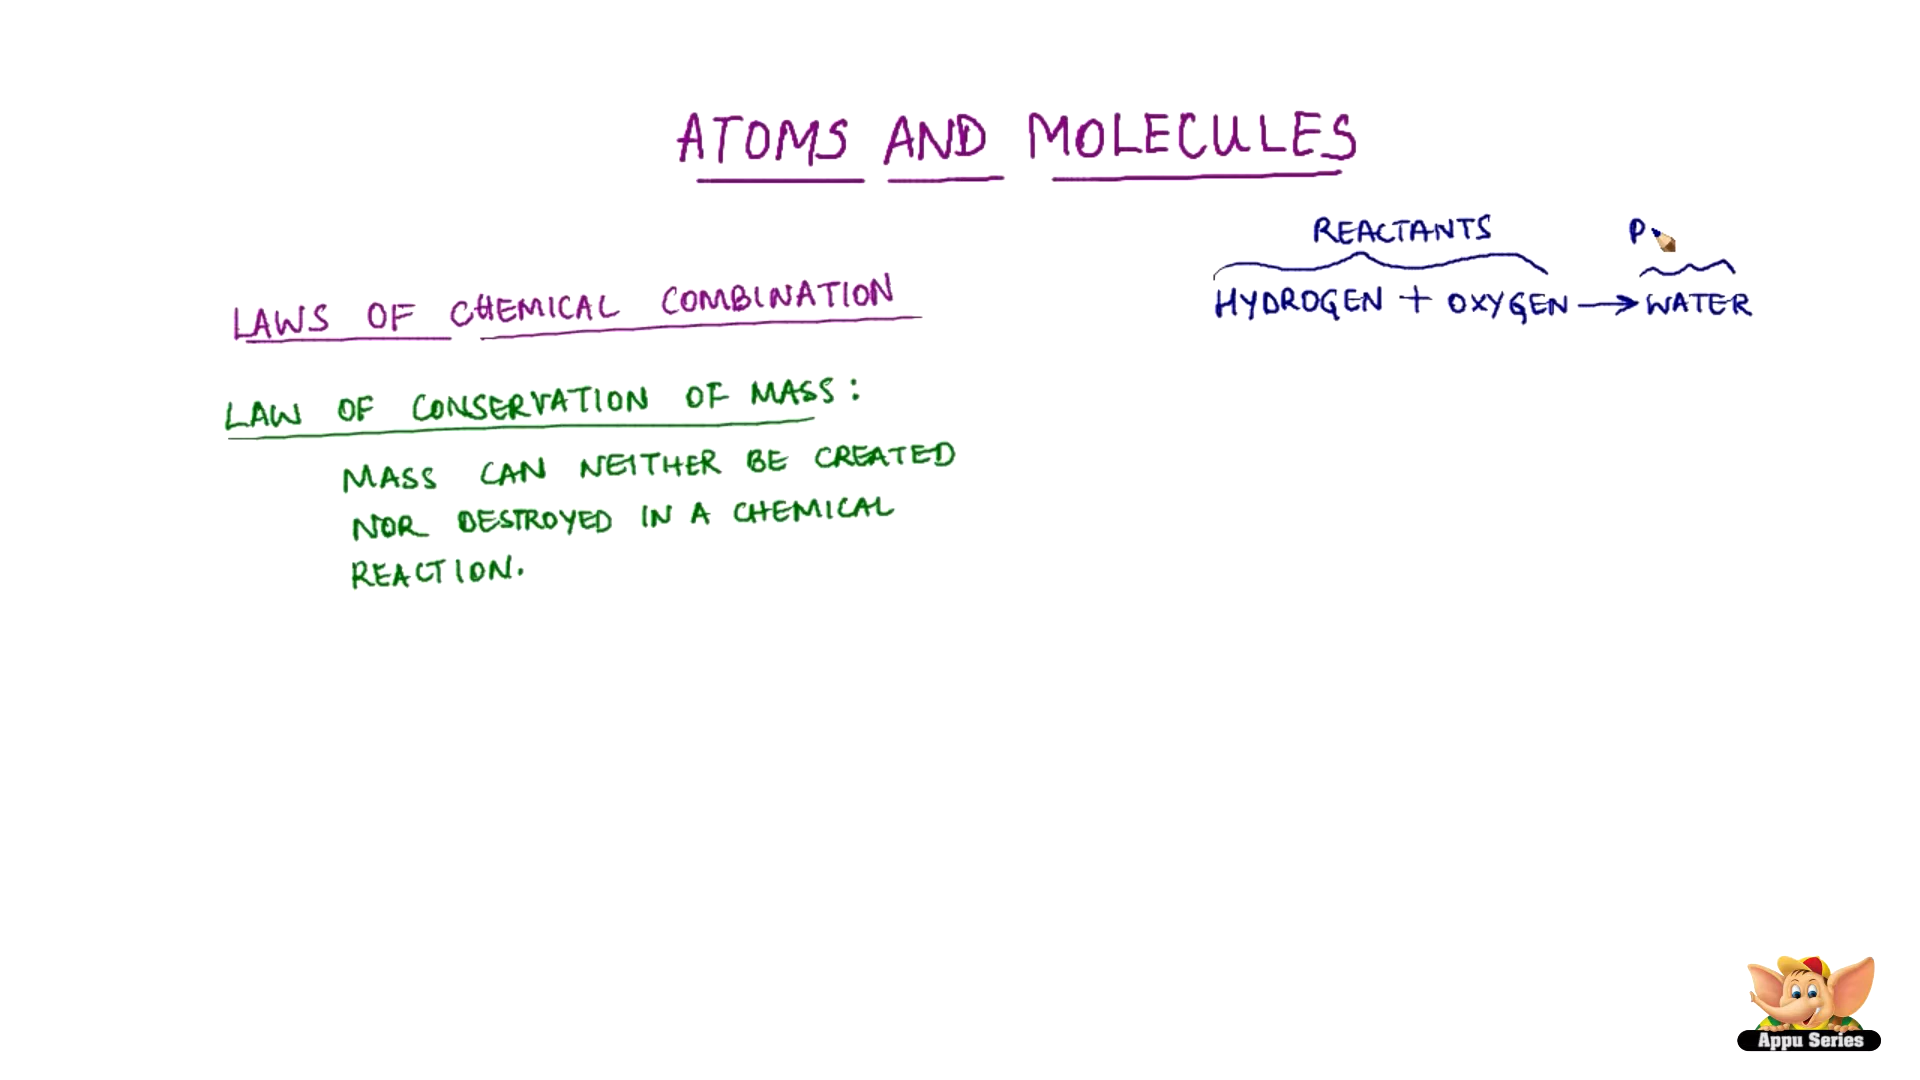 ATOMS AND MOLECULES
REACTANTS P
HYDROGEN + OXYGEN → WATER
LAWS OF CHEMICAL COMBINATION
LAW OF CONSERVATION OF MASS:
MASS CAN NEITHER BE CREATED
NOR DESTROYED IN A CHEMICAL
REACTION.
Appu Series